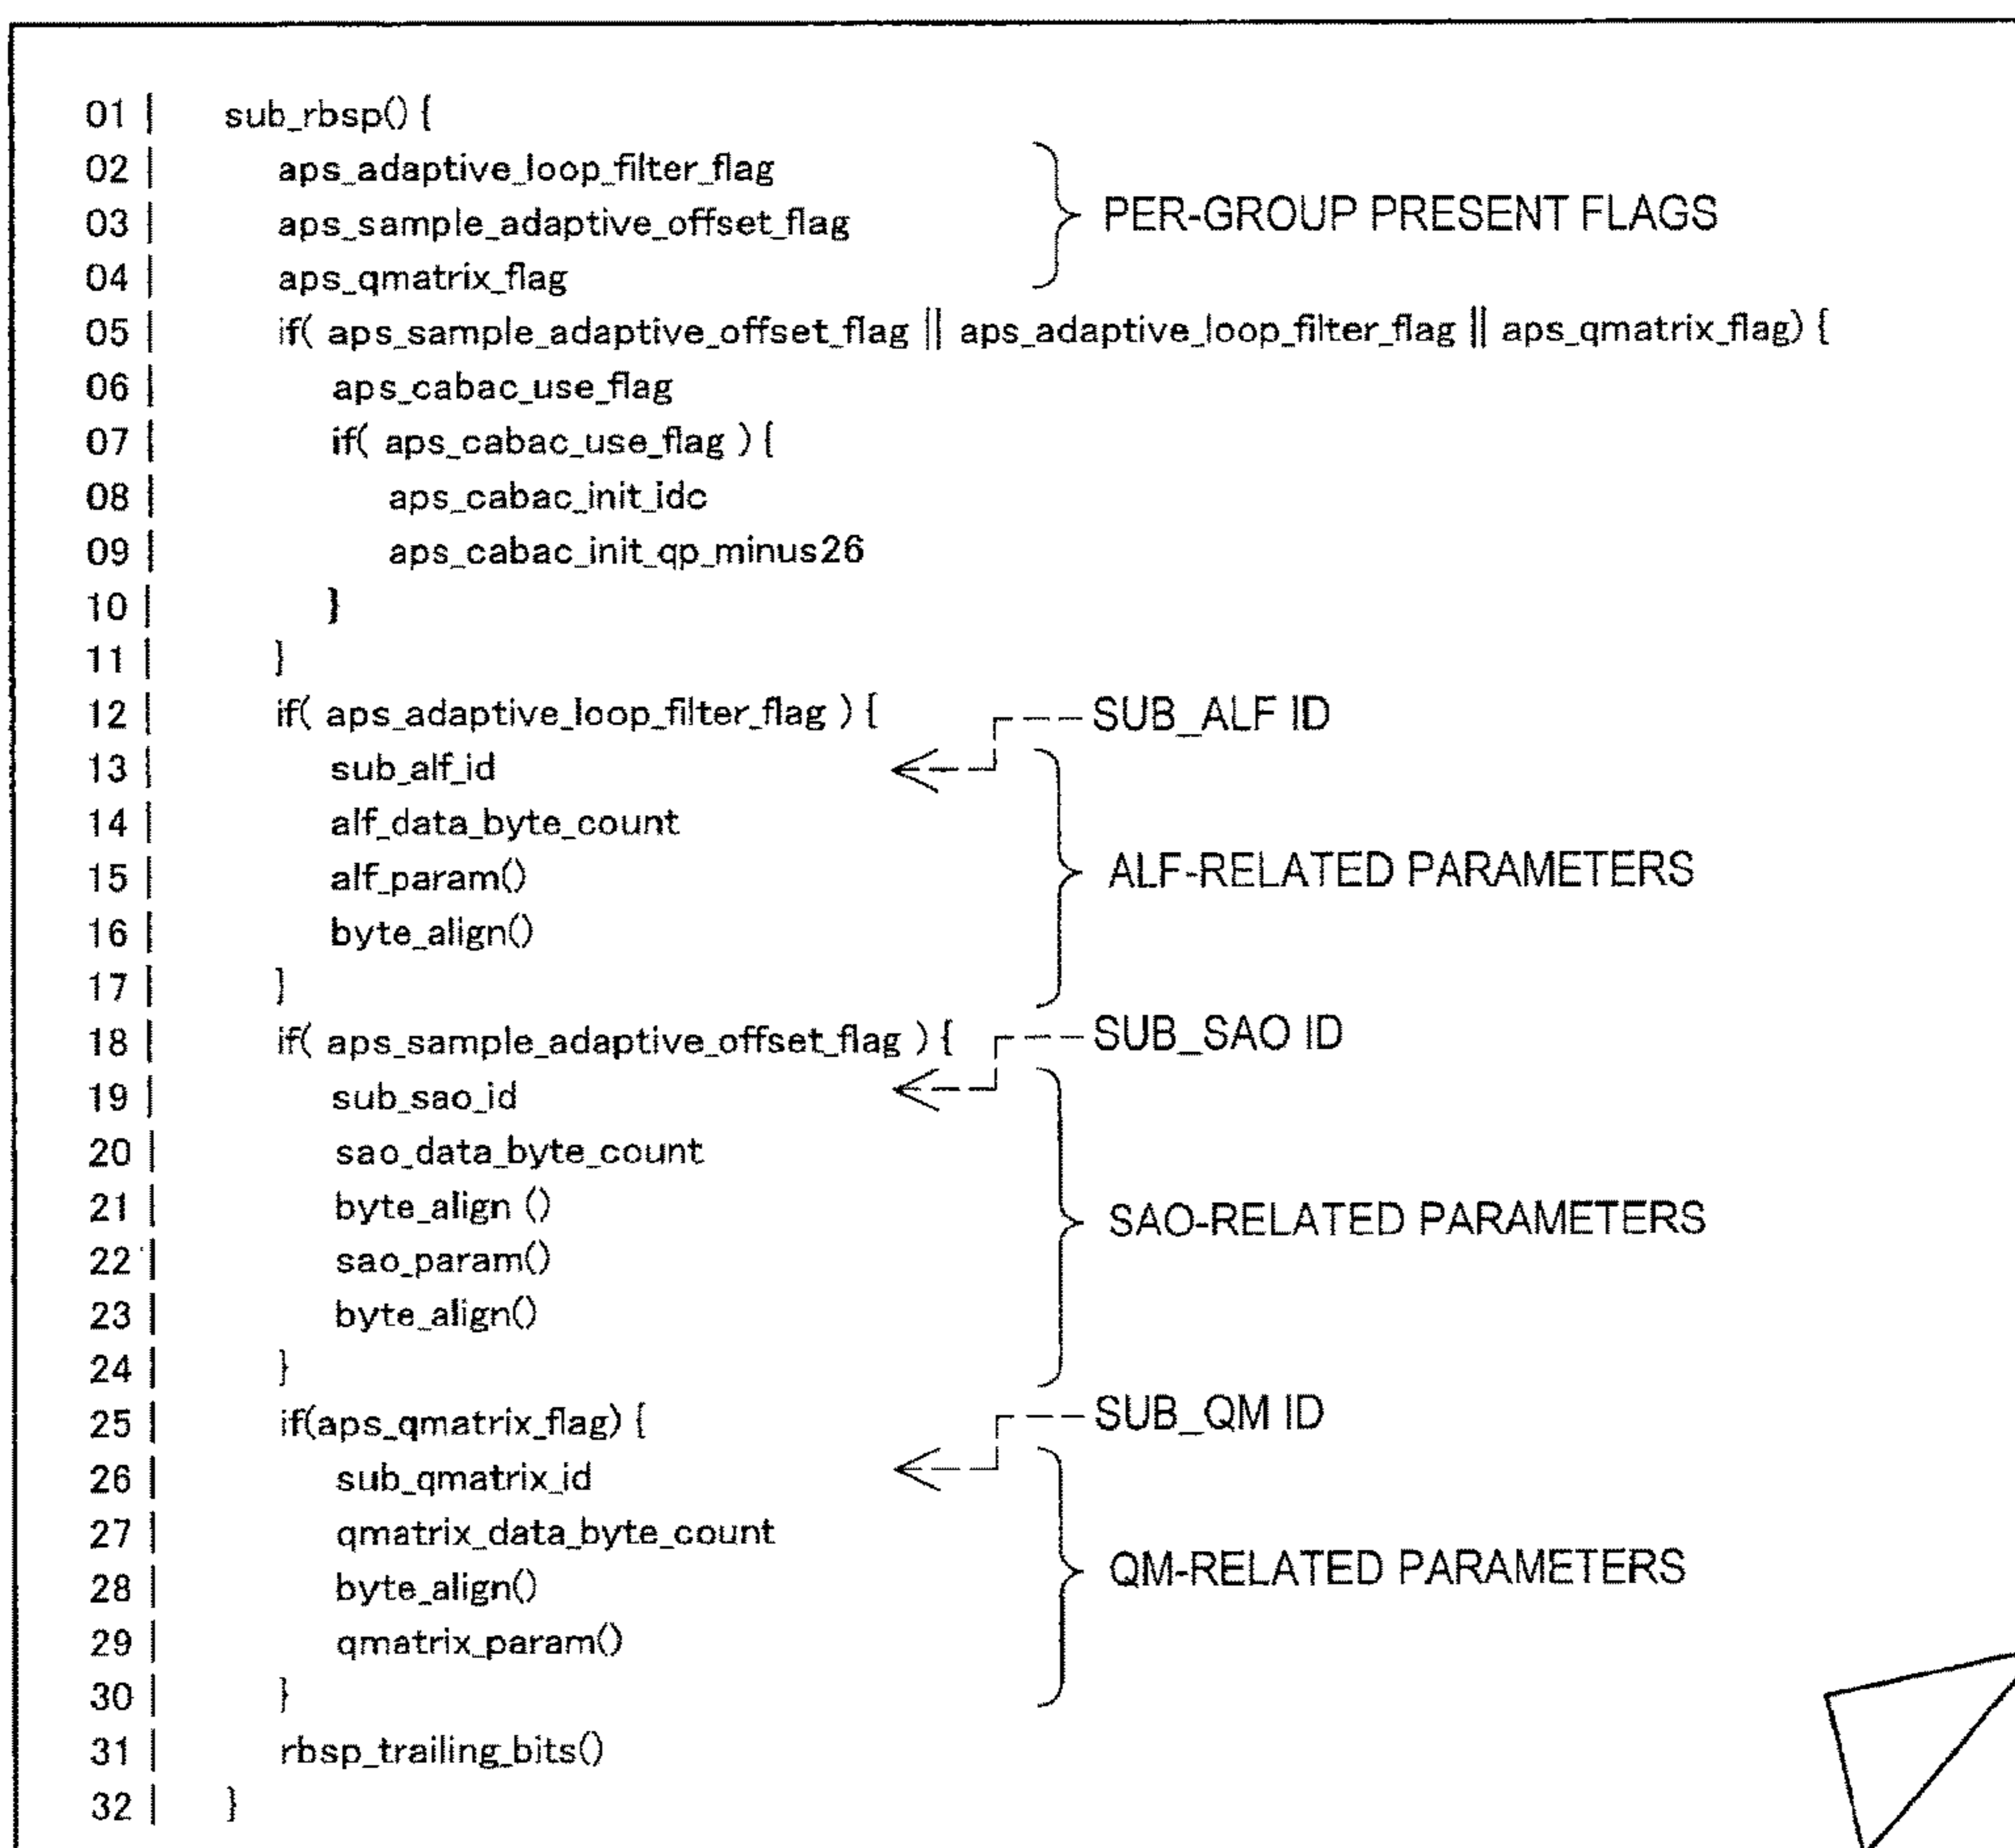 01 | sub_rbsp() {
02 | aps_adaptive_loop_filter_flag
03 | aps_sample_adaptive_offset_flag } PER-GROUP PRESENT FLAGS
04 | aps_qmatrix_flag
05 | if( aps_sample_adaptive_offset_flag || aps_adaptive_loop_filter_flag || aps_qmatrix_flag) {
06 | aps_cabac_use_flag
07 | if( aps_cabac_use_flag ) {
08 | aps_cabac_init_idc
09 | aps_cabac_init_qp_minus26
10 | }
11 | }
12 | if( aps_adaptive_loop_filter_flag ) { SUB_ALF ID
13 | sub_alf_id
14 | alf_data_byte_count
15 | alf_param() ALF-RELATED PARAMETERS
16 | byte_align()
17 | }
18 | if( aps_sample_adaptive_offset_flag ) { SUB_SAO ID
19 | sub_sao_id
20 | sao_data_byte_count
21 | byte_align () SAO-RELATED PARAMETERS
22 | sao_param()
23 | byte_align()
24 | }
25 | if(aps_qmatrix_flag) { SUB_QM ID
26 | sub_qmatrix_id
27 | qmatrix_data_byte_count
28 | byte_align() QM-RELATED PARAMETERS
29 | qmatrix_param()
30 | }
31 | rbsp_trailing_bits()
32 | }